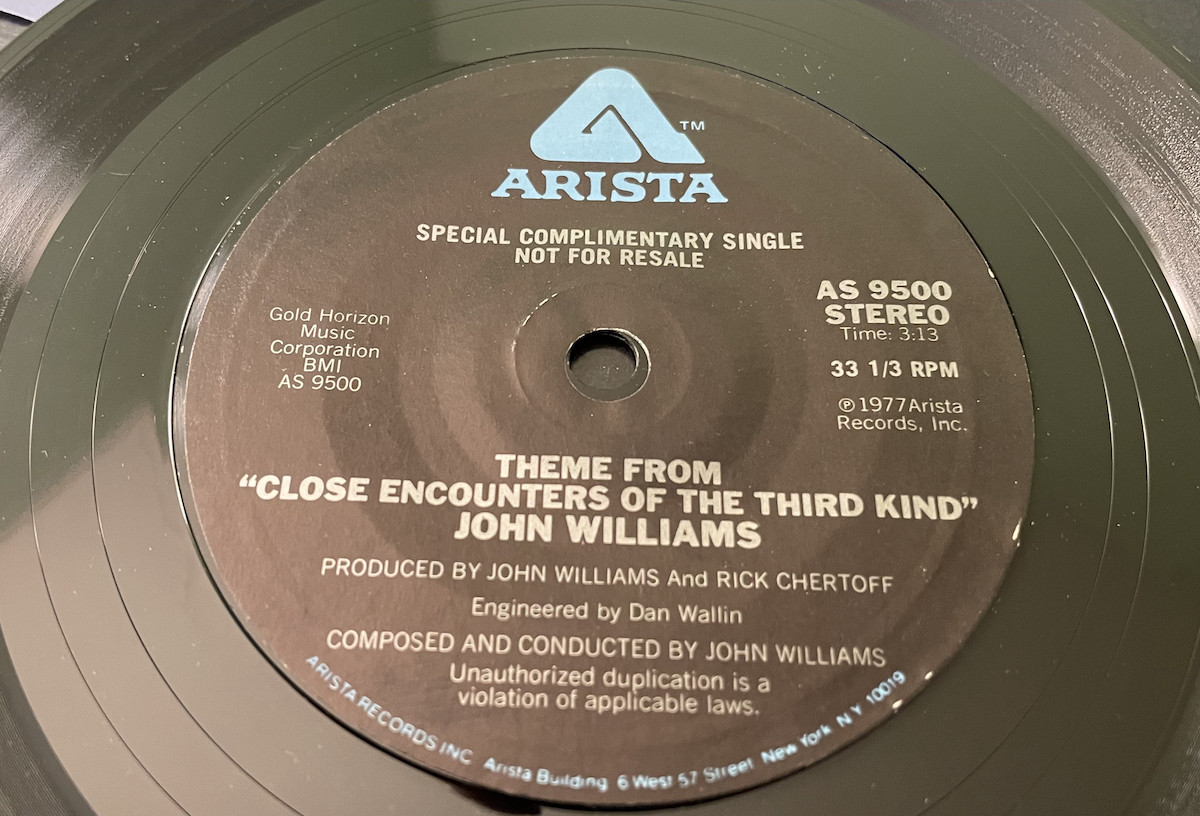 TM
ARISTA
SPECIAL COMPLIMENTARY SINGLE
NOT FOR RESALE
Gold Horizon
Music
Corporation
BMI
AS 9500
AS 9500
STEREO
Time: 3:13
33 1/3 RPM
℗1977Arista
Records, Inc.
THEME FROM
“CLOSE ENCOUNTERS OF THE THIRD KIND”
JOHN WILLIAMS
PRODUCED BY JOHN WILLIAMS And RICK CHERTOFF
Engineered by Dan Wallin
COMPOSED AND CONDUCTED BY JOHN WILLIAMS
Unauthorized duplication is a
violation of applicable laws.
ARISTA RECORDS INC Arista Building 6 West 57 Street New York N Y 10019